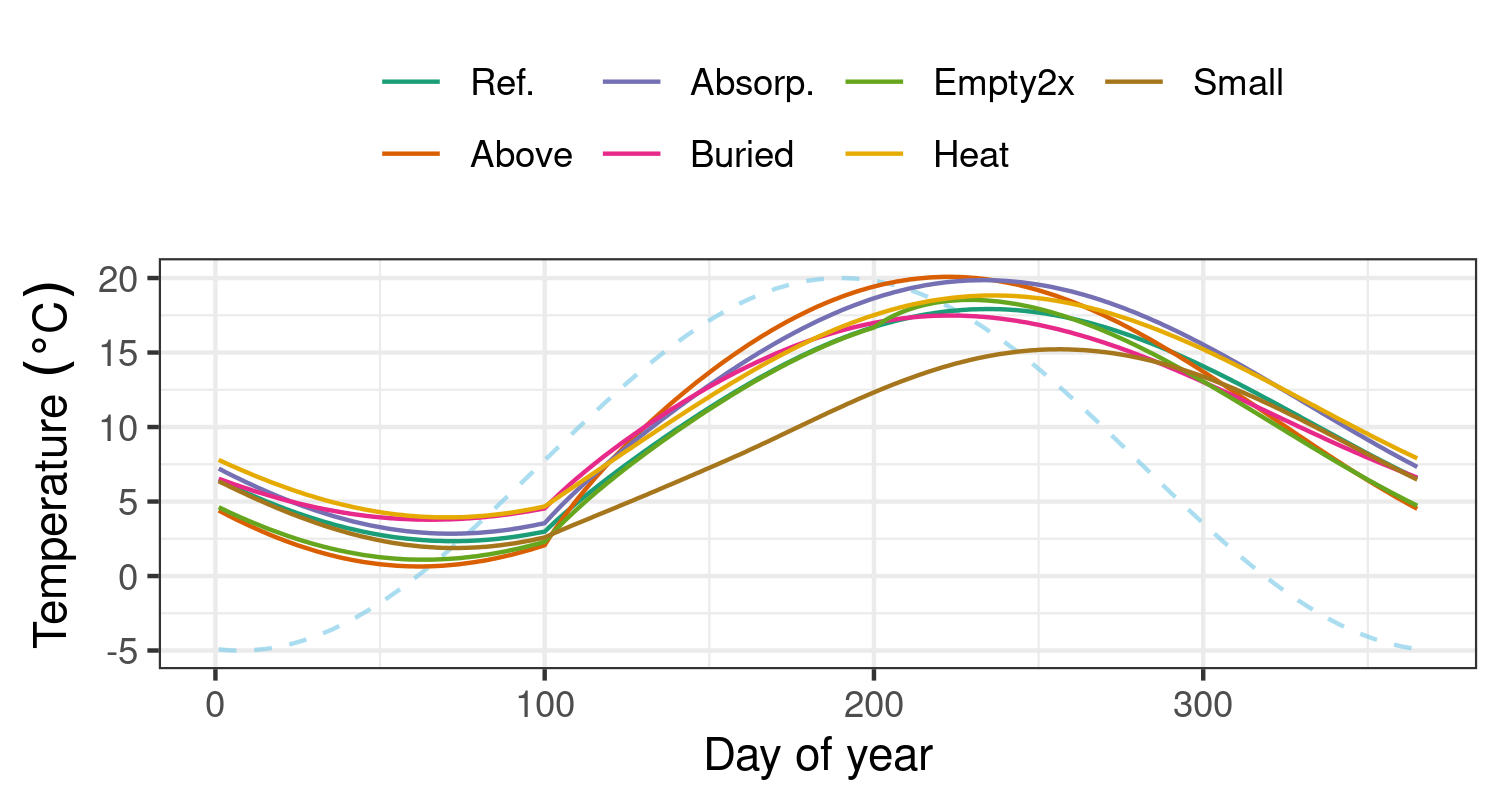 Ref. Absorp. Empty2x Small
Above Buried Heat
20
15
10
5
0
-5
Temperature (°C)
0 100 200 300
Day of year